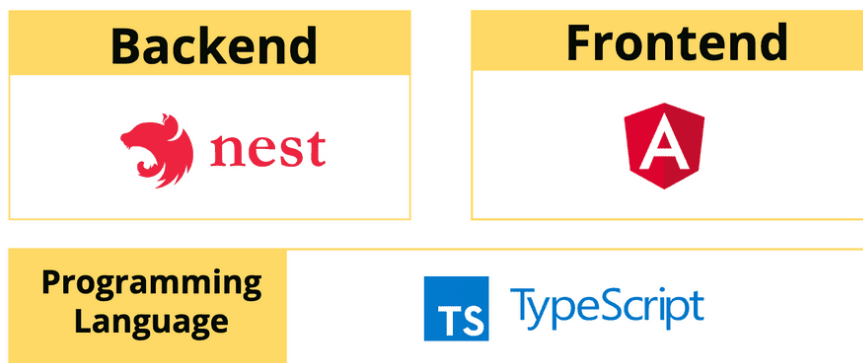 Backend
Frontend
nest
A
Programming
Language
TS TypeScript